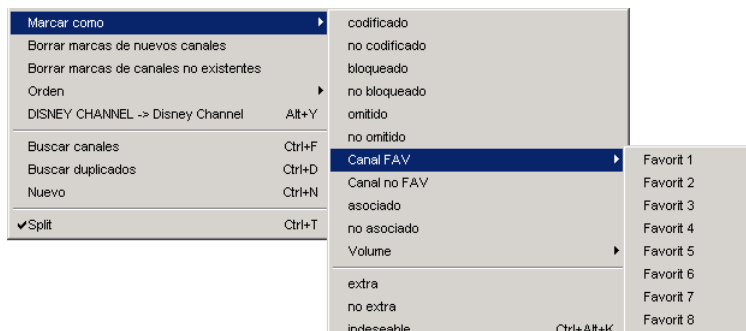 Marcar como
Borrar marcas de nuevos canales
Borrar marcas de canales no existentes
Orden
DISNEY CHANNEL -> Disney Channel Alt+Y
Buscar canales Ctrl+F
Buscar duplicados Ctrl+D
Nuevo Ctrl+N
Split Ctrl+T
codificado
no codificado
bloqueado
no bloqueado
omitido
no omitido
Canal FAV
Canal no FAV
asociado
no asociado
Volume
extra
no extra
indeseable Ctrl+Alt+K
Favorit 1
Favorit 2
Favorit 3
Favorit 4
Favorit 5
Favorit 6
Favorit 7
Favorit 8